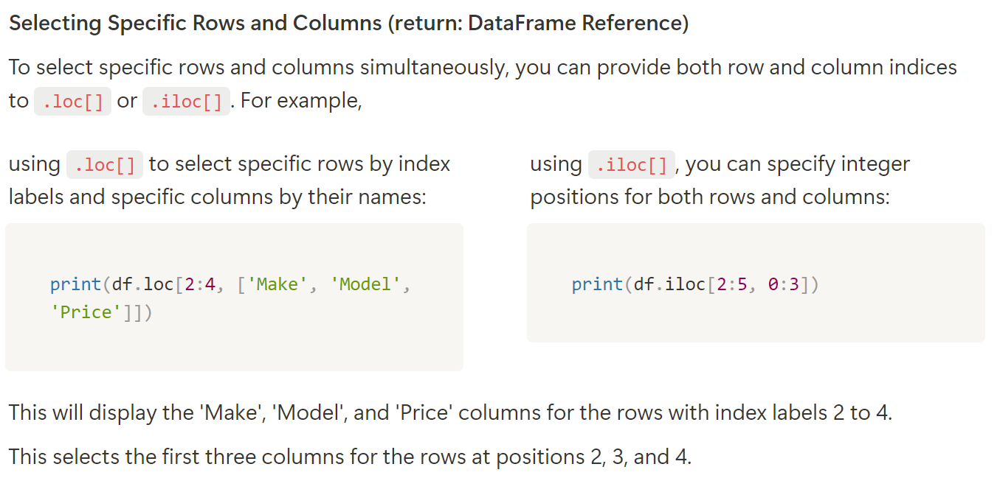 Selecting Specific Rows and Columns (return: DataFrame Reference)
To select specific rows and columns simultaneously, you can provide both row and column indices
to .loc[] or .iloc[]. For example,
using .loc[] to select specific rows by index
labels and specific columns by their names:
print(df.loc[2:4, ['Make', 'Model',
'Price']])
using .iloc[], you can specify integer
positions for both rows and columns:
print(df.iloc[2:5, 0:3])
This will display the 'Make', 'Model', and 'Price' columns for the rows with index labels 2 to 4.
This selects the first three columns for the rows at positions 2, 3, and 4.